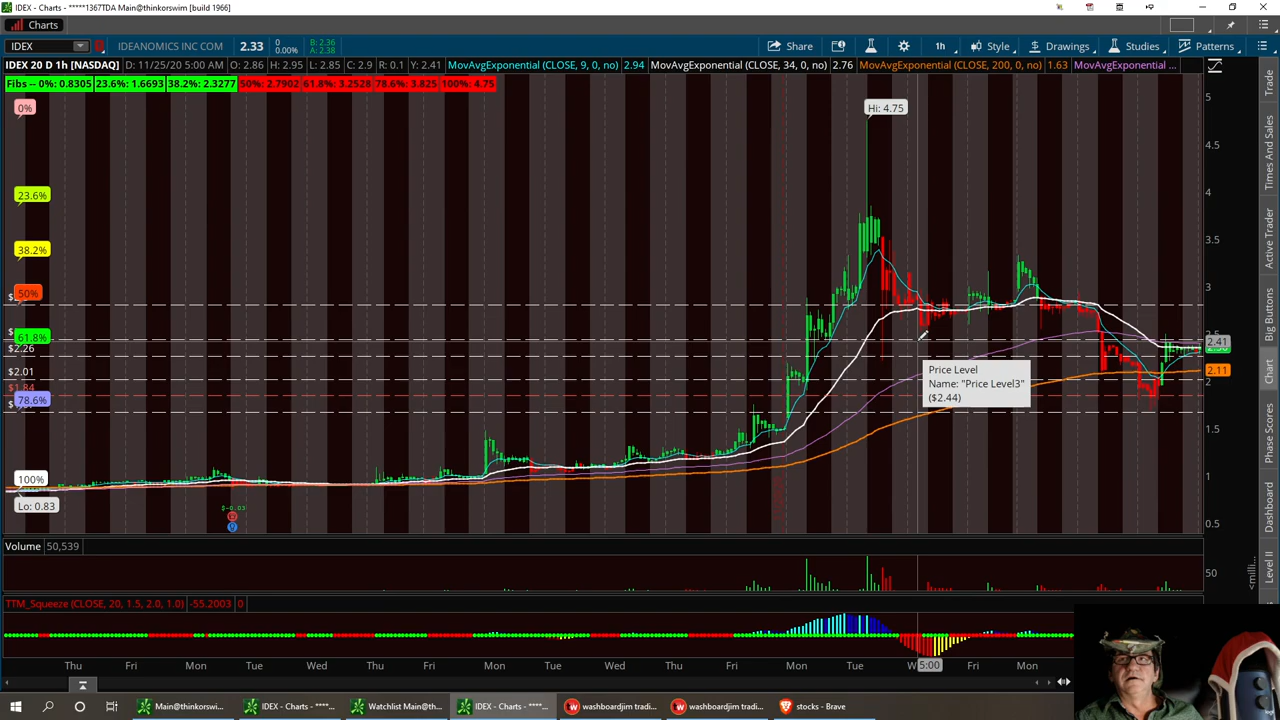 IDEX - Charts - *****1367TDA Main@thinkorswim [build 1966]
Charts
IDEX IDEANOMICS INC COM 2.33 0 0.00% B: 2.36 A: 2.38 Share 1h Style Drawings Studies Patterns
IDEX 20 D 1h [NASDAQ] D: 11/25/20 5:00 AM O: 2.86 H: 2.95 L: 2.85 C: 2.9 R: 0.1 Y: 2.41 MovAvgExponential (CLOSE, 9, 0, no) 2.94 MovAvgExponential (CLOSE, 34, 0, no) 2.76 MovAvgExponential (CLOSE, 200, 0, no) 1.63 MovAvgExponential ...
Fibs -- 0%: 0.8305 23.6%: 1.6693 38.2%: 2.3277 50%: 2.7902 61.8%: 3.2528 78.6%: 3.825 100%: 4.75
0%
Hi: 4.75
23.6%
38.2%
50%
61.8%
$2.26
$2.01
$1.84
78.6%
100%
Lo: 0.83
5
4.5
4
3.5
3
2.5
2.41
2.11
2
1.5
1
0.5
Price Level
Name: "Price Level3"
($2.44)
$-0.03
Volume 50,539
50
<milli...
TTM_Squeeze (CLOSE, 20, 1.5, 2.0, 1.0) -55.2003 0
Thu Fri Mon Tue Wed Thu Fri Mon Tue Wed Thu Fri Mon Tue W 5:00 Fri Mon
Trade
Times And Sales
Active Trader
Big Buttons
Chart
Phase Scores
Dashboard
Level II
Main@thinkorswi... IDEX - Charts - ****... Watchlist Main@th... IDEX - Charts - *****... washboardjim tradi... washboardjim tradi... stocks - Brave